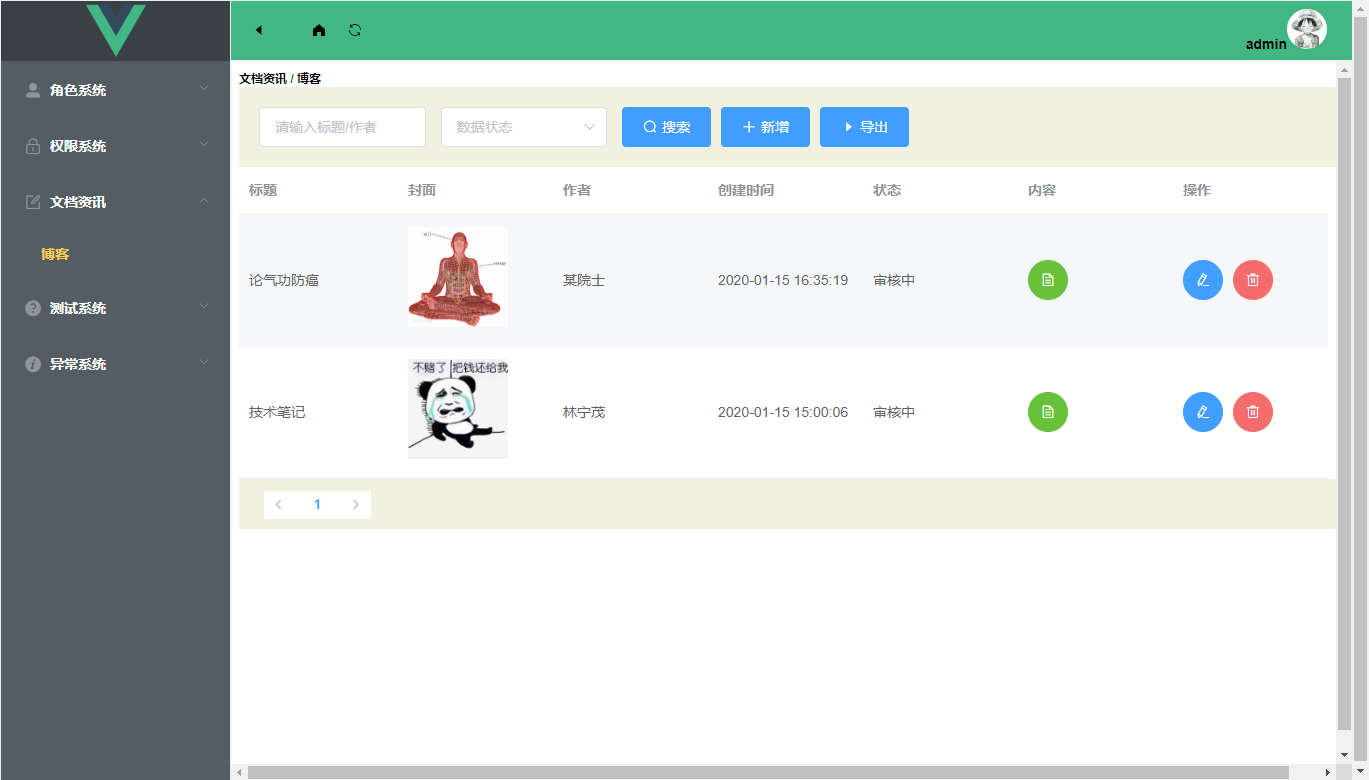 admin
角色系统
权限系统
文档资讯
博客
测试系统
异常系统
文档资讯 / 博客
请输入标题/作者 数据状态 搜索 新增 导出
标题 封面 作者 创建时间 状态 内容 操作
will
论气功防癌 某院士 2020-01-15 16:35:19 审核中
不赌了 把钱还给我
技术笔记 林宁茂 2020-01-15 15:00:06 审核中
1